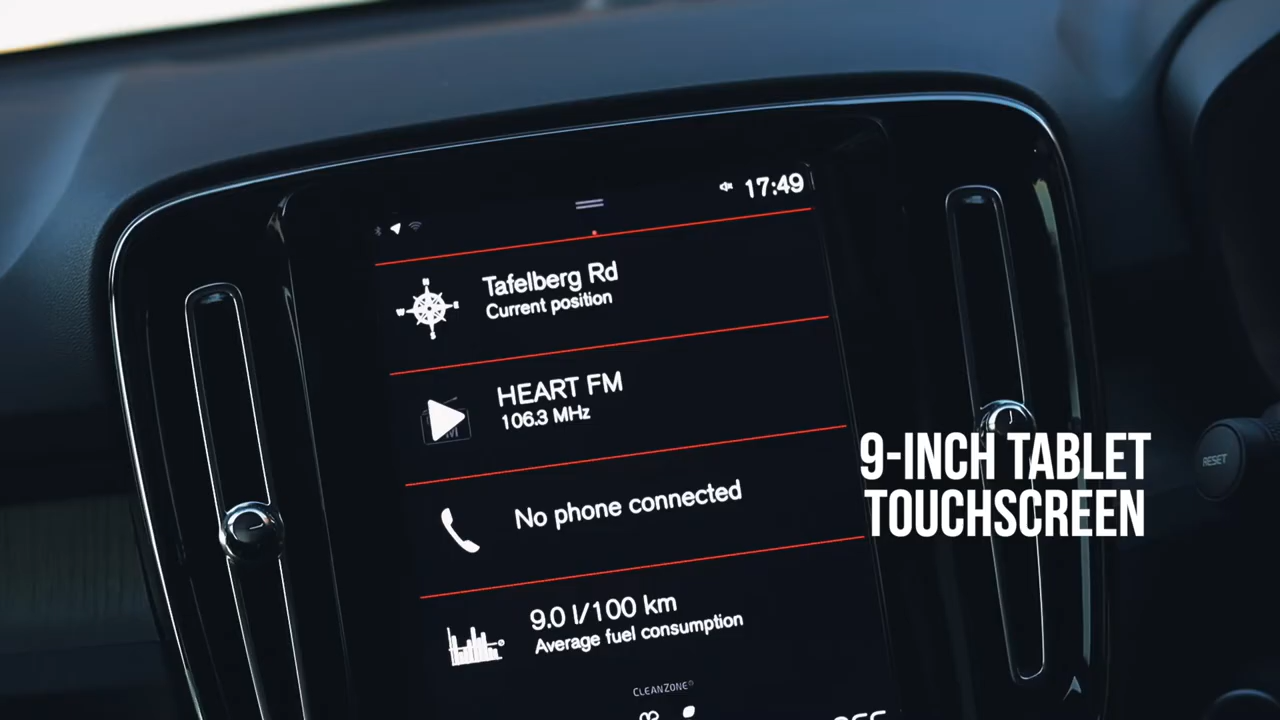 17:49
Tafelberg Rd
Current position
HEART FM
106.3 MHz
No phone connected
9.0 l/100 km
Average fuel consumption
CLEANZONE
9-INCH TABLET
TOUCHSCREEN
RESET